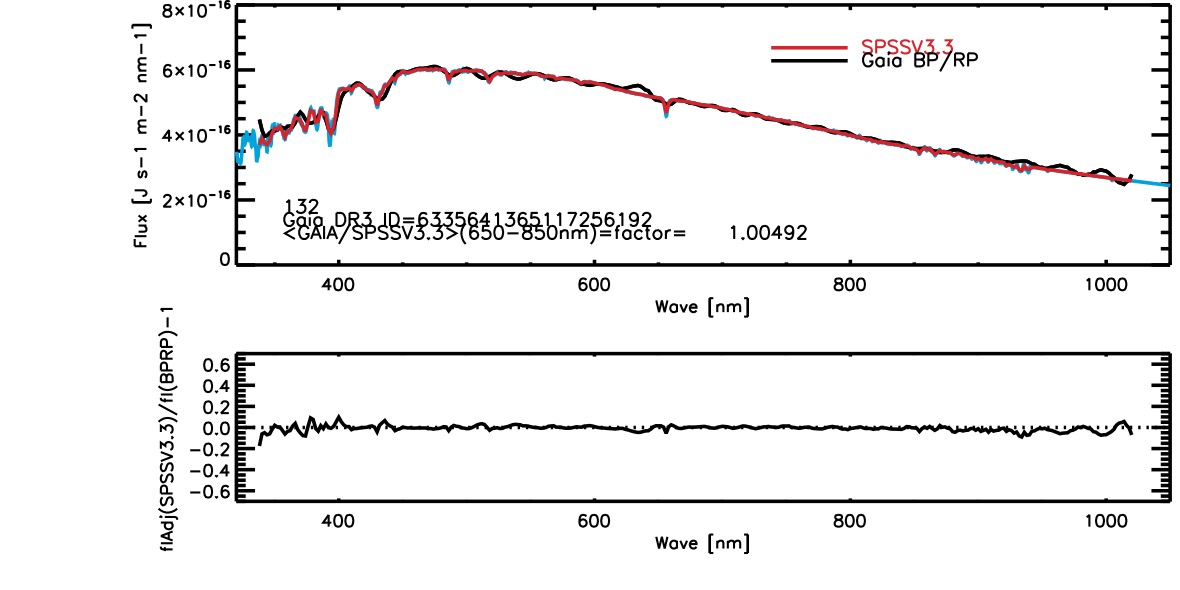 8×10-16
6×10-16
4×10-16
2×10-16
0
Flux [J s-1 m-2 nm-1]
SPSSV3.3
Gaia BP/RP
132
Gaia DR3 ID=6335641365117256192
<GAIA/SPSSV3.3>(650-850nm)=factor= 1.00492
400 600 800 1000
Wave [nm]
flAdj(SPSSV3.3)/fl(BPRP)-1
0.6
0.4
0.2
0.0
-0.2
-0.4
-0.6
400 600 800 1000
Wave [nm]